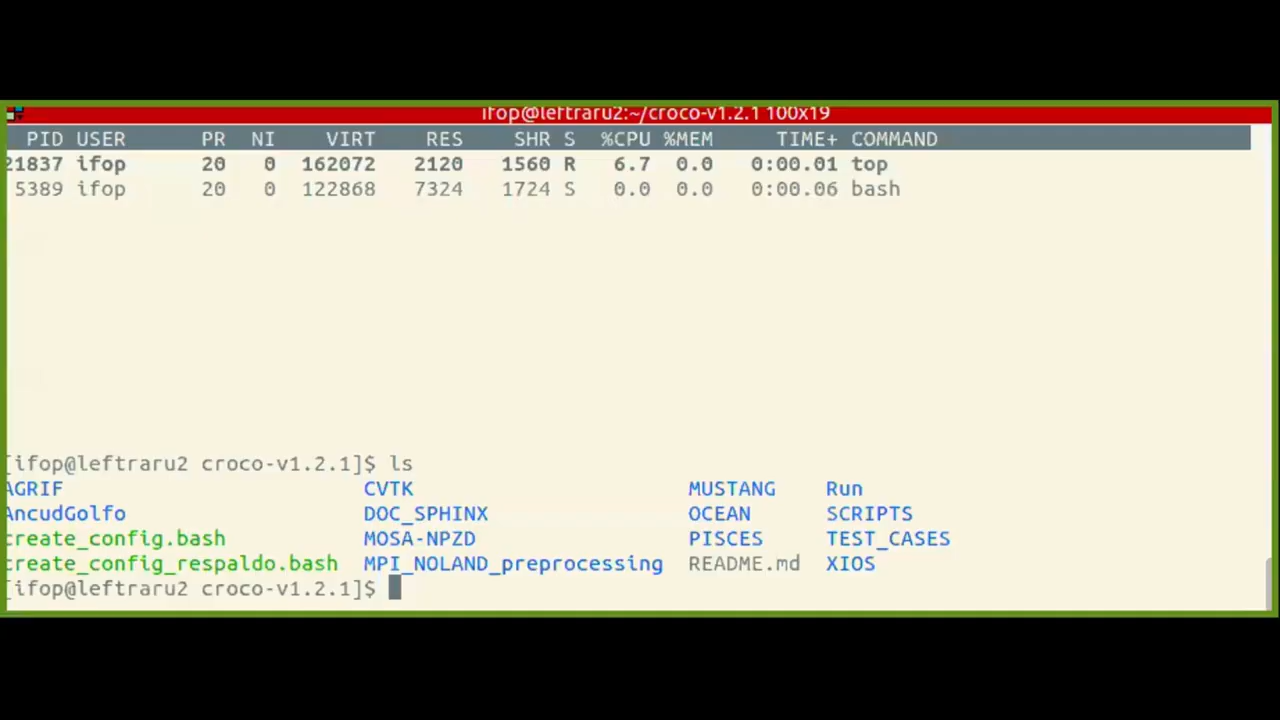 ifop@leftraru2:~/croco-v1.2.1 100x19
PID USER PR NI VIRT RES SHR S %CPU %MEM TIME+ COMMAND
21837 ifop 20 0 162072 2120 1560 R 6.7 0.0 0:00.01 top
5389 ifop 20 0 122868 7324 1724 S 0.0 0.0 0:00.06 bash
[ifop@leftraru2 croco-v1.2.1]$ ls
AGRIF CVTK MUSTANG Run
AncudGolfo DOC_SPHINX OCEAN SCRIPTS
create_config.bash MOSA-NPZD PISCES TEST_CASES
create_config_respaldo.bash MPI_NOLAND_preprocessing README.md XIOS
[ifop@leftraru2 croco-v1.2.1]$